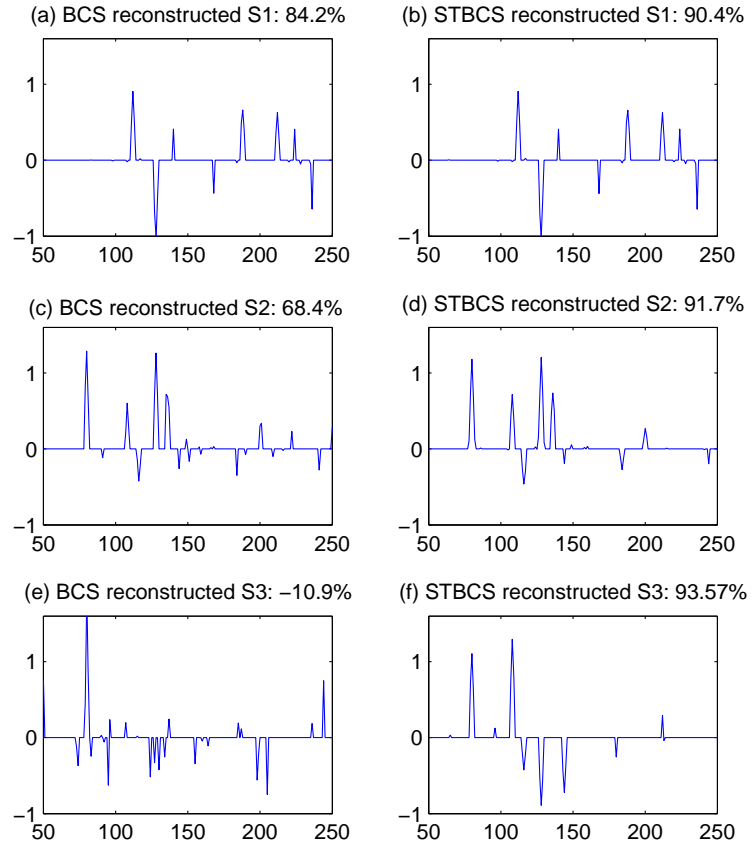 (a) BCS reconstructed S1: 84.2%
1
0
−1
50 100 150 200 250
(b) STBCS reconstructed S1: 90.4%
1
0
−1
50 100 150 200 250
(c) BCS reconstructed S2: 68.4%
1
0
−1
50 100 150 200 250
(d) STBCS reconstructed S2: 91.7%
1
0
−1
50 100 150 200 250
(e) BCS reconstructed S3: −10.9%
1
0
−1
50 100 150 200 250
(f) STBCS reconstructed S3: 93.57%
1
0
−1
50 100 150 200 250